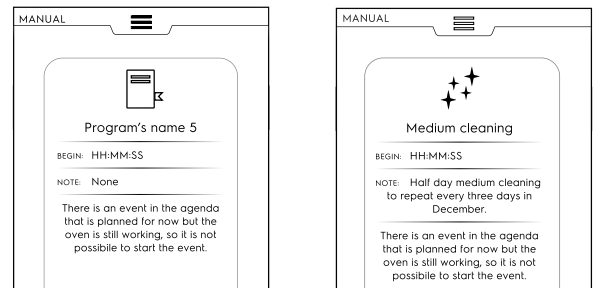 MANUAL
Program's name 5
BEGIN: HH:MM:SS
NOTE: None
There is an event in the agenda
that is planned for now but the
oven is still working, so it is not
possibile to start the event.
MANUAL
Medium cleaning
BEGIN: HH:MM:SS
NOTE: Half day medium cleaning
to repeat every three days in
December.
There is an event in the agenda
that is planned for now but the
oven is still working, so it is not
possibile to start the event.